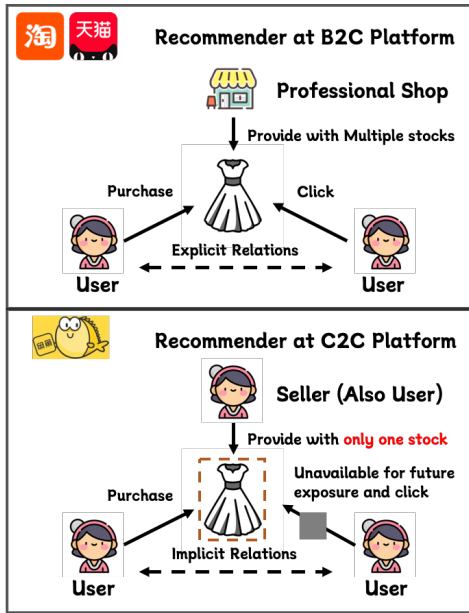 淘
天猫
Recommender at B2C Platform
Professional Shop
Provide with Multiple stocks
Purchase
Click
Explicit Relations
User
User
Recommender at C2C Platform
Seller (Also User)
Provide with only one stock
Unavailable for future
exposure and click
Purchase
Implicit Relations
User
User